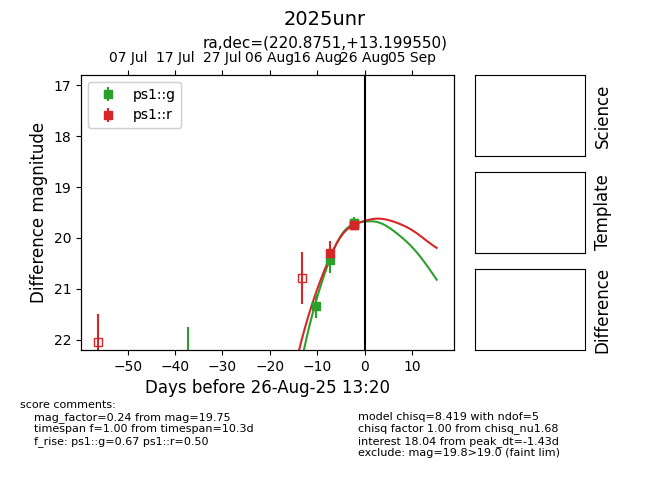 2025unr
ra,dec=(220.8751,+13.199550)
07 Jul 17 Jul 27 Jul 06 Aug 16 Aug 26 Aug 05 Sep
17
18
19
20
21
22
Difference magnitude
ps1::g
ps1::r
−50 −40 −30 −20 −10 0 10
Days before 26-Aug-25 13:20
Science
Template
Difference
score comments:
mag_factor=0.24 from mag=19.75
timespan f=1.00 from timespan=10.3d
f_rise: ps1::g=0.67 ps1::r=0.50
model chisq=8.419 with ndof=5
chisq factor 1.00 from chisq_nu1.68
interest 18.04 from peak_dt=-1.43d
exclude: mag=19.8>19.0 (faint lim)